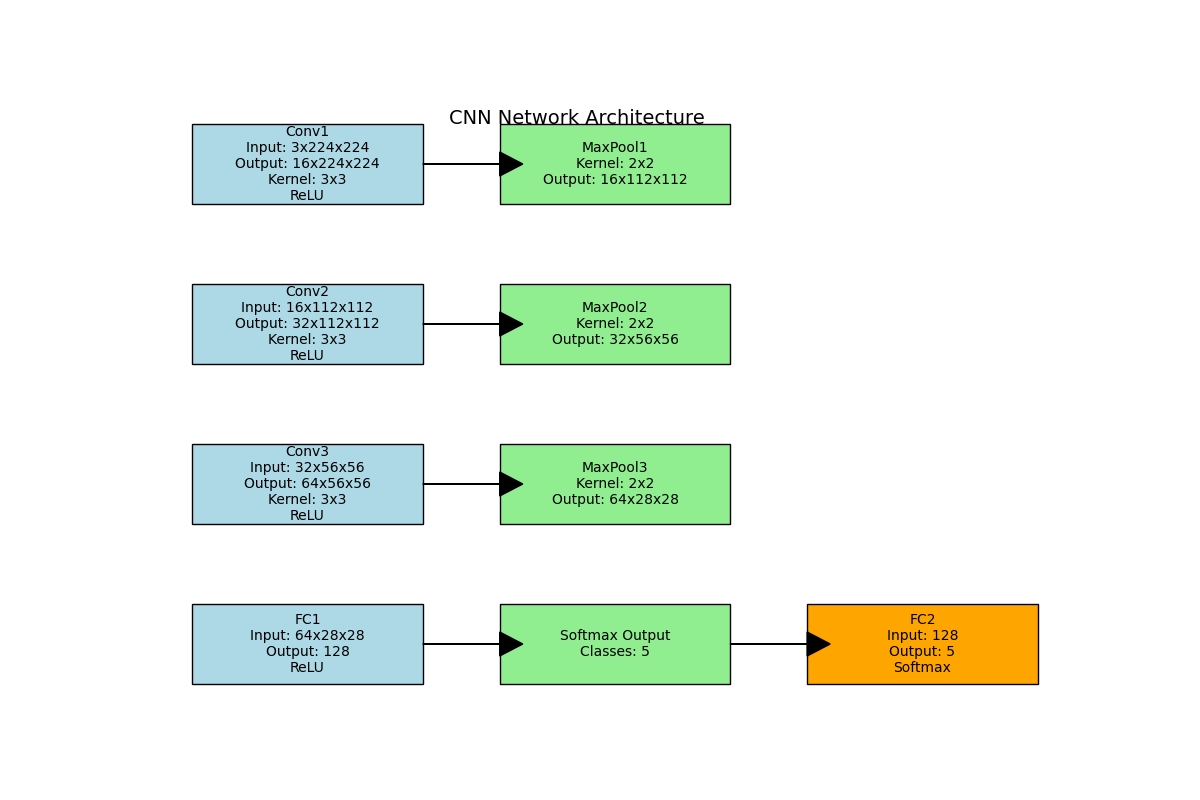 CNN Network Architecture
Conv1
Input: 3x224x224
Output: 16x224x224
Kernel: 3x3
ReLU
MaxPool1
Kernel: 2x2
Output: 16x112x112
Conv2
Input: 16x112x112
Output: 32x112x112
Kernel: 3x3
ReLU
MaxPool2
Kernel: 2x2
Output: 32x56x56
Conv3
Input: 32x56x56
Output: 64x56x56
Kernel: 3x3
ReLU
MaxPool3
Kernel: 2x2
Output: 64x28x28
FC1
Input: 64x28x28
Output: 128
ReLU
Softmax Output
Classes: 5
FC2
Input: 128
Output: 5
Softmax